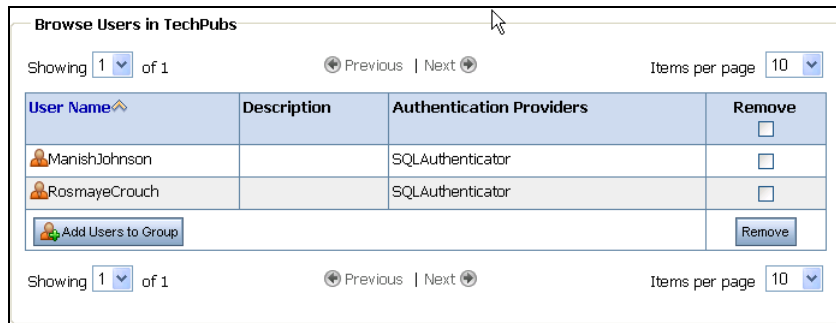 Browse Users in TechPubs
Showing 1 of 1 Previous | Next Items per page 10
User Name Description Authentication Providers Remove
ManishJohnson SQLAuthenticator
RosmayeCrouch SQLAuthenticator
Add Users to Group Remove
Showing 1 of 1 Previous | Next Items per page 10